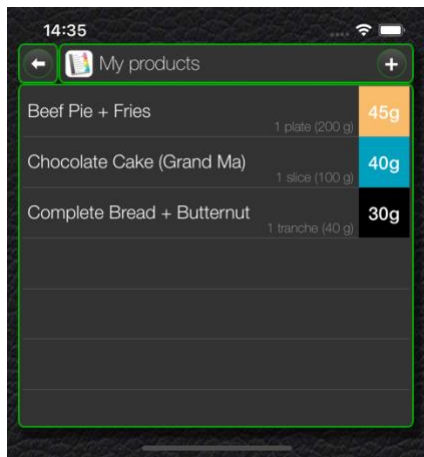 14:35
My products
Beef Pie + Fries
1 plate (200 g)
45g
Chocolate Cake (Grand Ma)
1 slice (100 g)
40g
Complete Bread + Butternut
1 tranche (40 g)
30g